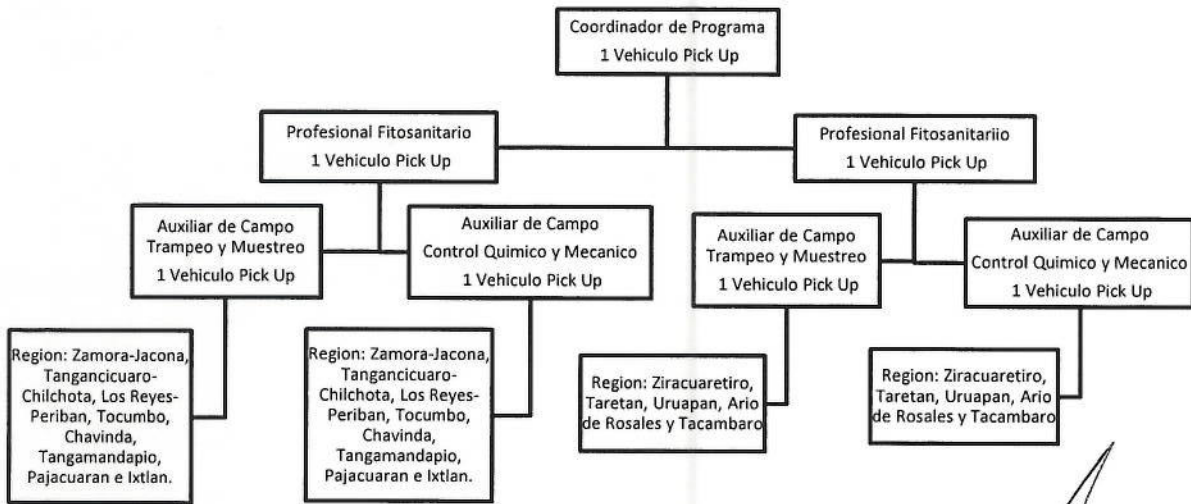 Coordinador de Programa
1 Vehiculo Pick Up
Profesional Fitosanitario
1 Vehiculo Pick Up
Profesional Fitosanitariio
1 Vehiculo Pick Up
Auxiliar de Campo
Trampeo y Muestreo
1 Vehiculo Pick Up
Auxiliar de Campo
Control Quimico y Mecanico
1 Vehiculo Pick Up
Auxiliar de Campo
Trampeo y Muestreo
1 Vehiculo Pick Up
Auxiliar de Campo
Control Quimico y Mecanico
1 Vehiculo Pick Up
Region: Zamora-Jacona,
Tangancicuaro-
Chilchota, Los Reyes-
Periban, Tocumbo,
Chavinda,
Tangamandapio,
Pajacuaran e Ixtlan.
Region: Zamora-Jacona,
Tangancicuaro-
Chilchota, Los Reyes-
Periban, Tocumbo,
Chavinda,
Tangamandapio,
Pajacuaran e Ixtlan.
Region: Ziracuaretiro,
Taretan, Uruapan, Ario
de Rosales y Tacambaro
Region: Ziracuaretiro,
Taretan, Uruapan, Ario
de Rosales y Tacambaro